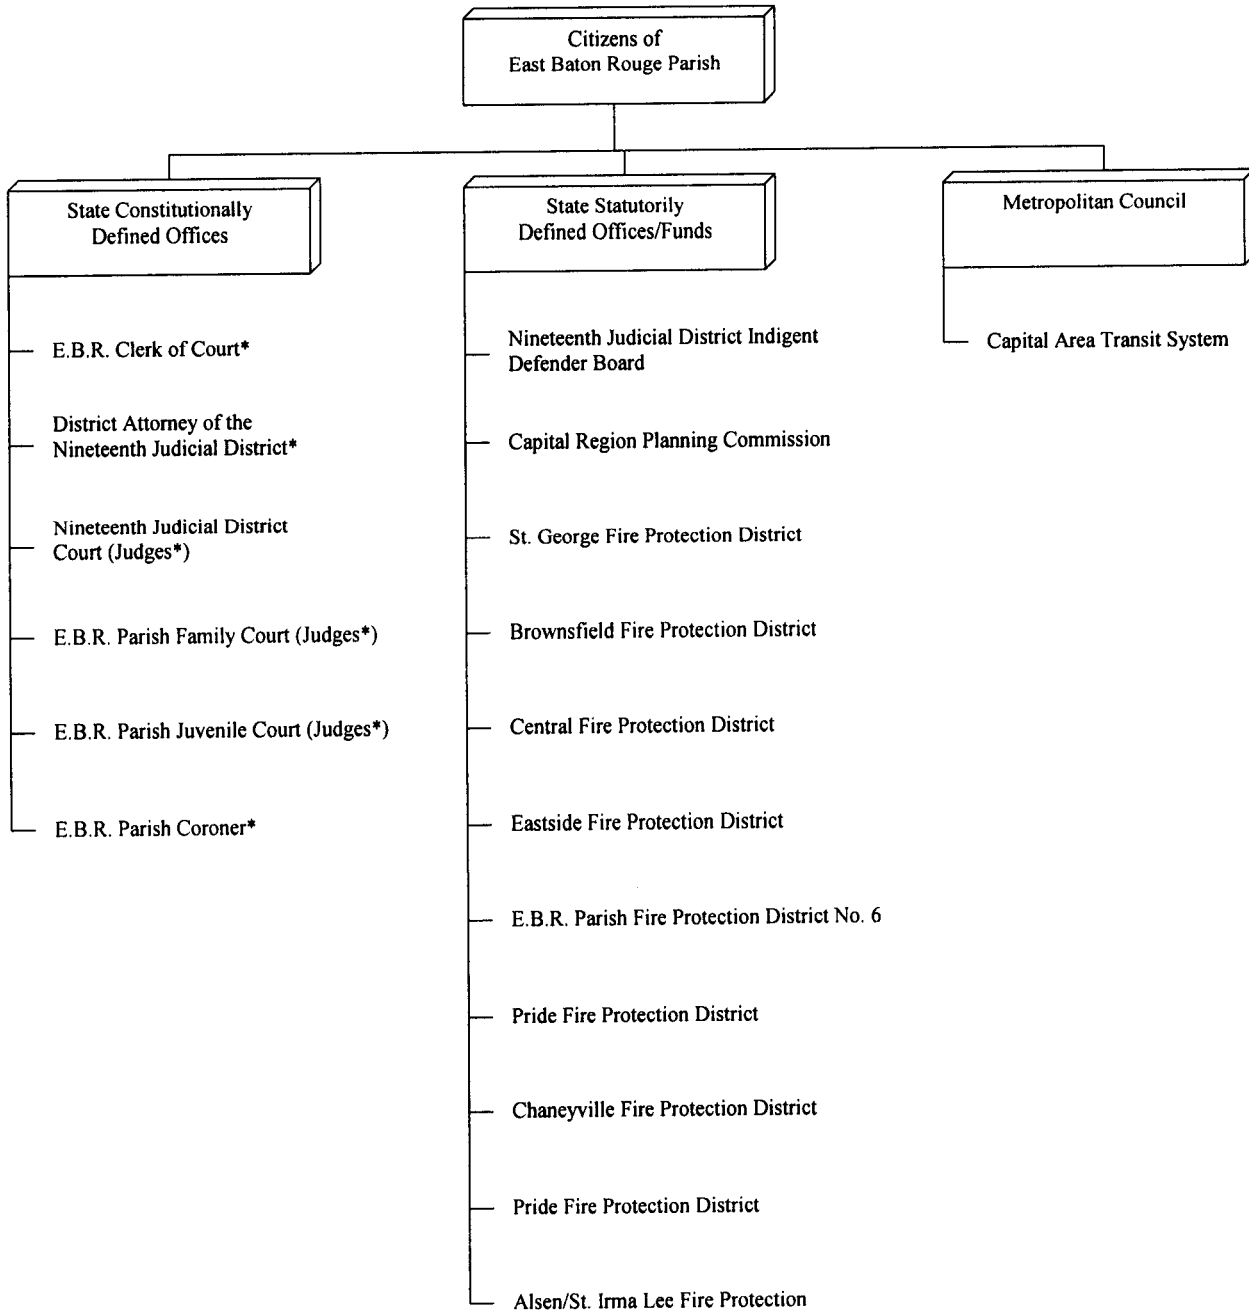 Citizens of
East Baton Rouge Parish
State Constitutionally
Defined Offices
E.B.R. Clerk of Court*
District Attorney of the
Nineteenth Judicial District*
Nineteenth Judicial District
Court (Judges*)
E.B.R. Parish Family Court (Judges*)
E.B.R. Parish Juvenile Court (Judges*)
E.B.R. Parish Coroner*
State Statutorily
Defined Offices/Funds
Nineteenth Judicial District Indigent
Defender Board
Capital Region Planning Commission
St. George Fire Protection District
Brownsfield Fire Protection District
Central Fire Protection District
Eastside Fire Protection District
E.B.R. Parish Fire Protection District No. 6
Pride Fire Protection District
Chaneyville Fire Protection District
Pride Fire Protection District
Alsen/St. Irma Lee Fire Protection
Metropolitan Council
Capital Area Transit System